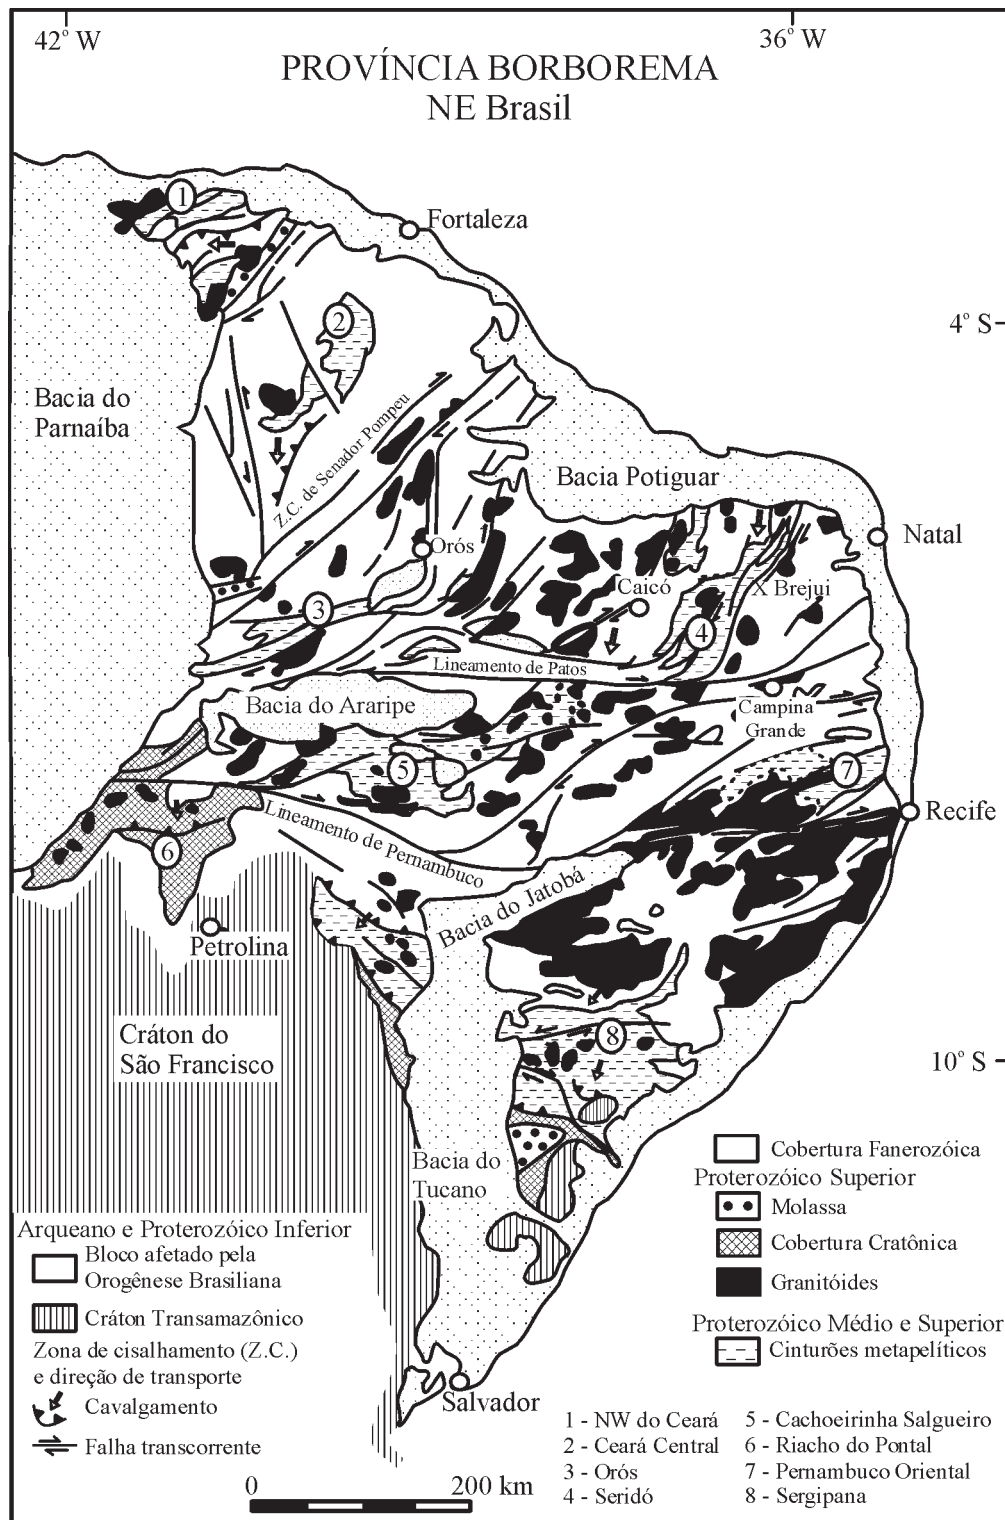 42° W
36° W
PROVÍNCIA BORBOREMA
NE Brasil
1
Fortaleza
2
4° S
Bacia do
Parnaíba
Z.C. de Senador Pompeu
Bacia Potiguar
Natal
Orós
Caicó
X Brejui
3
4
Lineamento de Patos
Bacia do Araripe
Campina
Grande
5
7
Recife
Lineamento de Pernambuco
6
Bacia do Jatobá
Petrolina
Cráton do
São Francisco
8
10° S
Bacia do
Tucano
Salvador
Arqueano e Proterozóico Inferior
Bloco afetado pela
Orogênese Brasiliana
Cráton Transamazônico
Zona de cisalhamento (Z.C.)
e direção de transporte
Cavalgamento
Falha transcorrente
Cobertura Fanerozóica
Proterozóico Superior
Molassa
Cobertura Cratônica
Granitóides
Proterozóico Médio e Superior
Cinturões metapelíticos
0 200 km
1 - NW do Ceará
2 - Ceará Central
3 - Orós
4 - Seridó
5 - Cachoeirinha Salgueiro
6 - Riacho do Pontal
7 - Pernambuco Oriental
8 - Sergipana